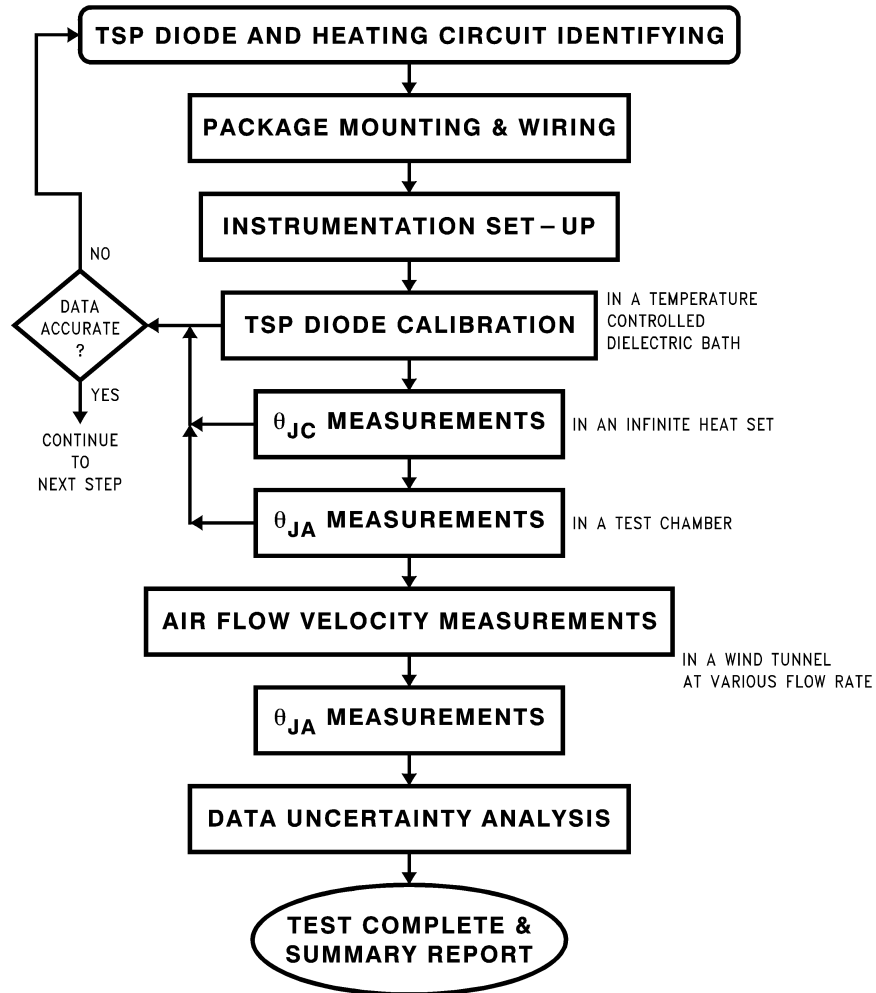 TSP DIODE AND HEATING CIRCUIT IDENTIFYING
PACKAGE MOUNTING & WIRING
INSTRUMENTATION SET-UP
NO
DATA
ACCURATE
?
YES
CONTINUE
TO
NEXT STEP
TSP DIODE CALIBRATION
IN A TEMPERATURE
CONTROLLED
DIELECTRIC BATH
θJC MEASUREMENTS
IN AN INFINITE HEAT SET
θJA MEASUREMENTS
IN A TEST CHAMBER
AIR FLOW VELOCITY MEASUREMENTS
IN A WIND TUNNEL
AT VARIOUS FLOW RATE
θJA MEASUREMENTS
DATA UNCERTAINTY ANALYSIS
TEST COMPLETE &
SUMMARY REPORT